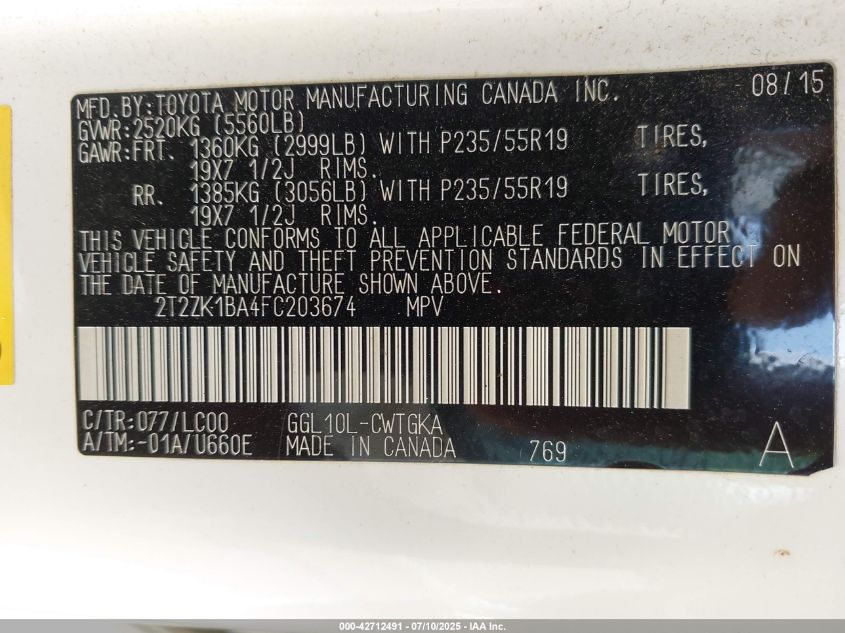 MFD. BY: TOYOTA MOTOR MANUFACTURING CANADA INC. 08/15
GVWR: 2520KG (5560LB)
GAWR: FRT. 1360KG (2999LB) WITH P235/55R19 TIRES,
19X7 1/2J RIMS.
RR. 1385KG (3056LB) WITH P235/55R19 TIRES,
19X7 1/2J RIMS.
THIS VEHICLE CONFORMS TO ALL APPLICABLE FEDERAL MOTOR
VEHICLE SAFETY AND THEFT PREVENTION STANDARDS IN EFFECT ON
THE DATE OF MANUFACTURE SHOWN ABOVE.
2T2ZK1BA4FC203674 MPV
C/TR: 077/LC00 GGL10L-CWTGKA
A/TM: -01A/U660E MADE IN CANADA 769 A
000-42712491 - 07/10/2025 - IAA Inc.